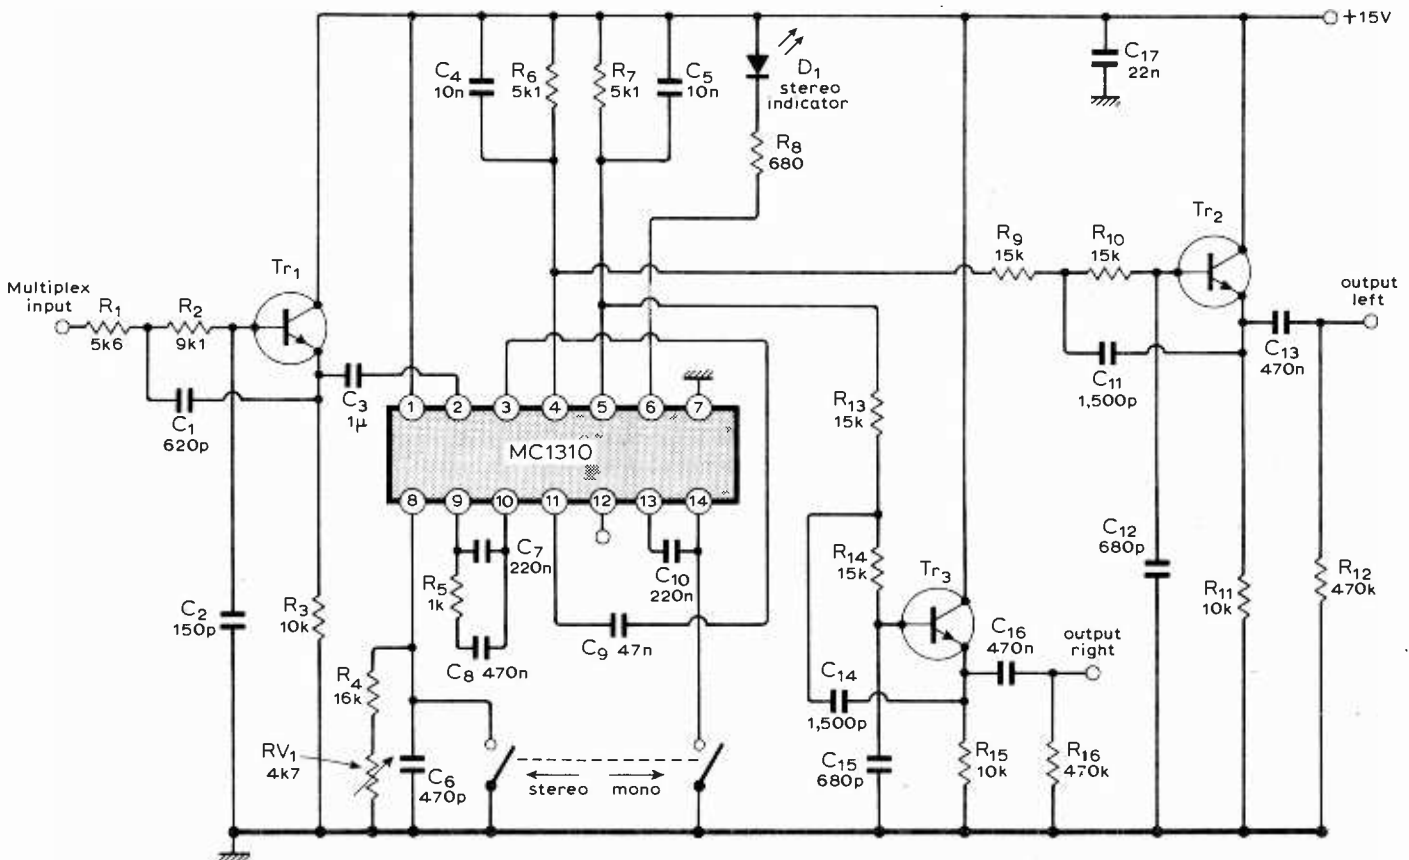 +15V
C17
22n
C4
10n
R6
5k1
R7
5k1
C5
10n
D1
stereo
indicator
R8
680
Multiplex
input
R1
5k6
R2
9k1
Tr1
C1
620p
C3
1μ
R9
15k
R10
15k
Tr2
output
left
C11
1,500p
C13
470n
1
2
3
4
5
6
7
MC1310
8
9
10
11
12
13
14
R13
15k
C2
150p
R3
10k
R5
1k
C7
220n
C8 470n
C9 47n
C10
220n
R14
15k
Tr3
C12
680p
R11
10k
R12
470k
R4
16k
RV1
4k7
C6
470p
stereo
mono
C14
1,500p
C15
680p
C16
470n
output
right
R15
10k
R16
470k